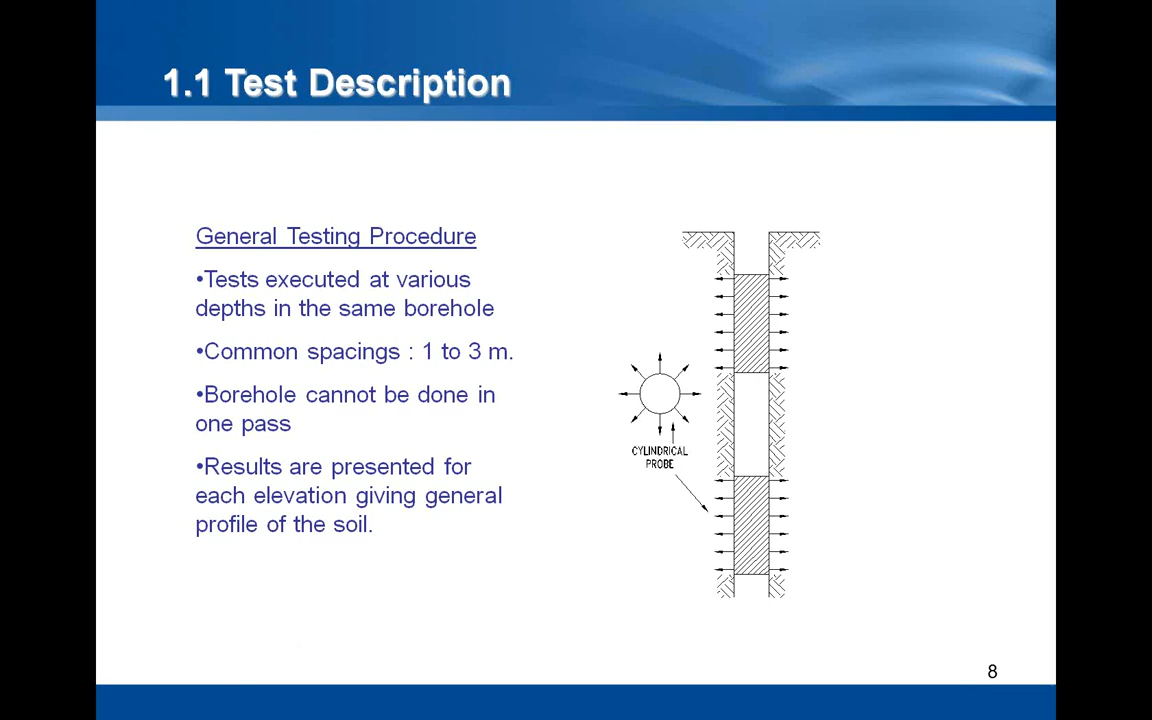 1.1 Test Description
General Testing Procedure
•Tests executed at various
depths in the same borehole
•Common spacings : 1 to 3 m.
•Borehole cannot be done in
one pass
•Results are presented for
each elevation giving general
profile of the soil.
CYLINDRICAL
PROBE
8